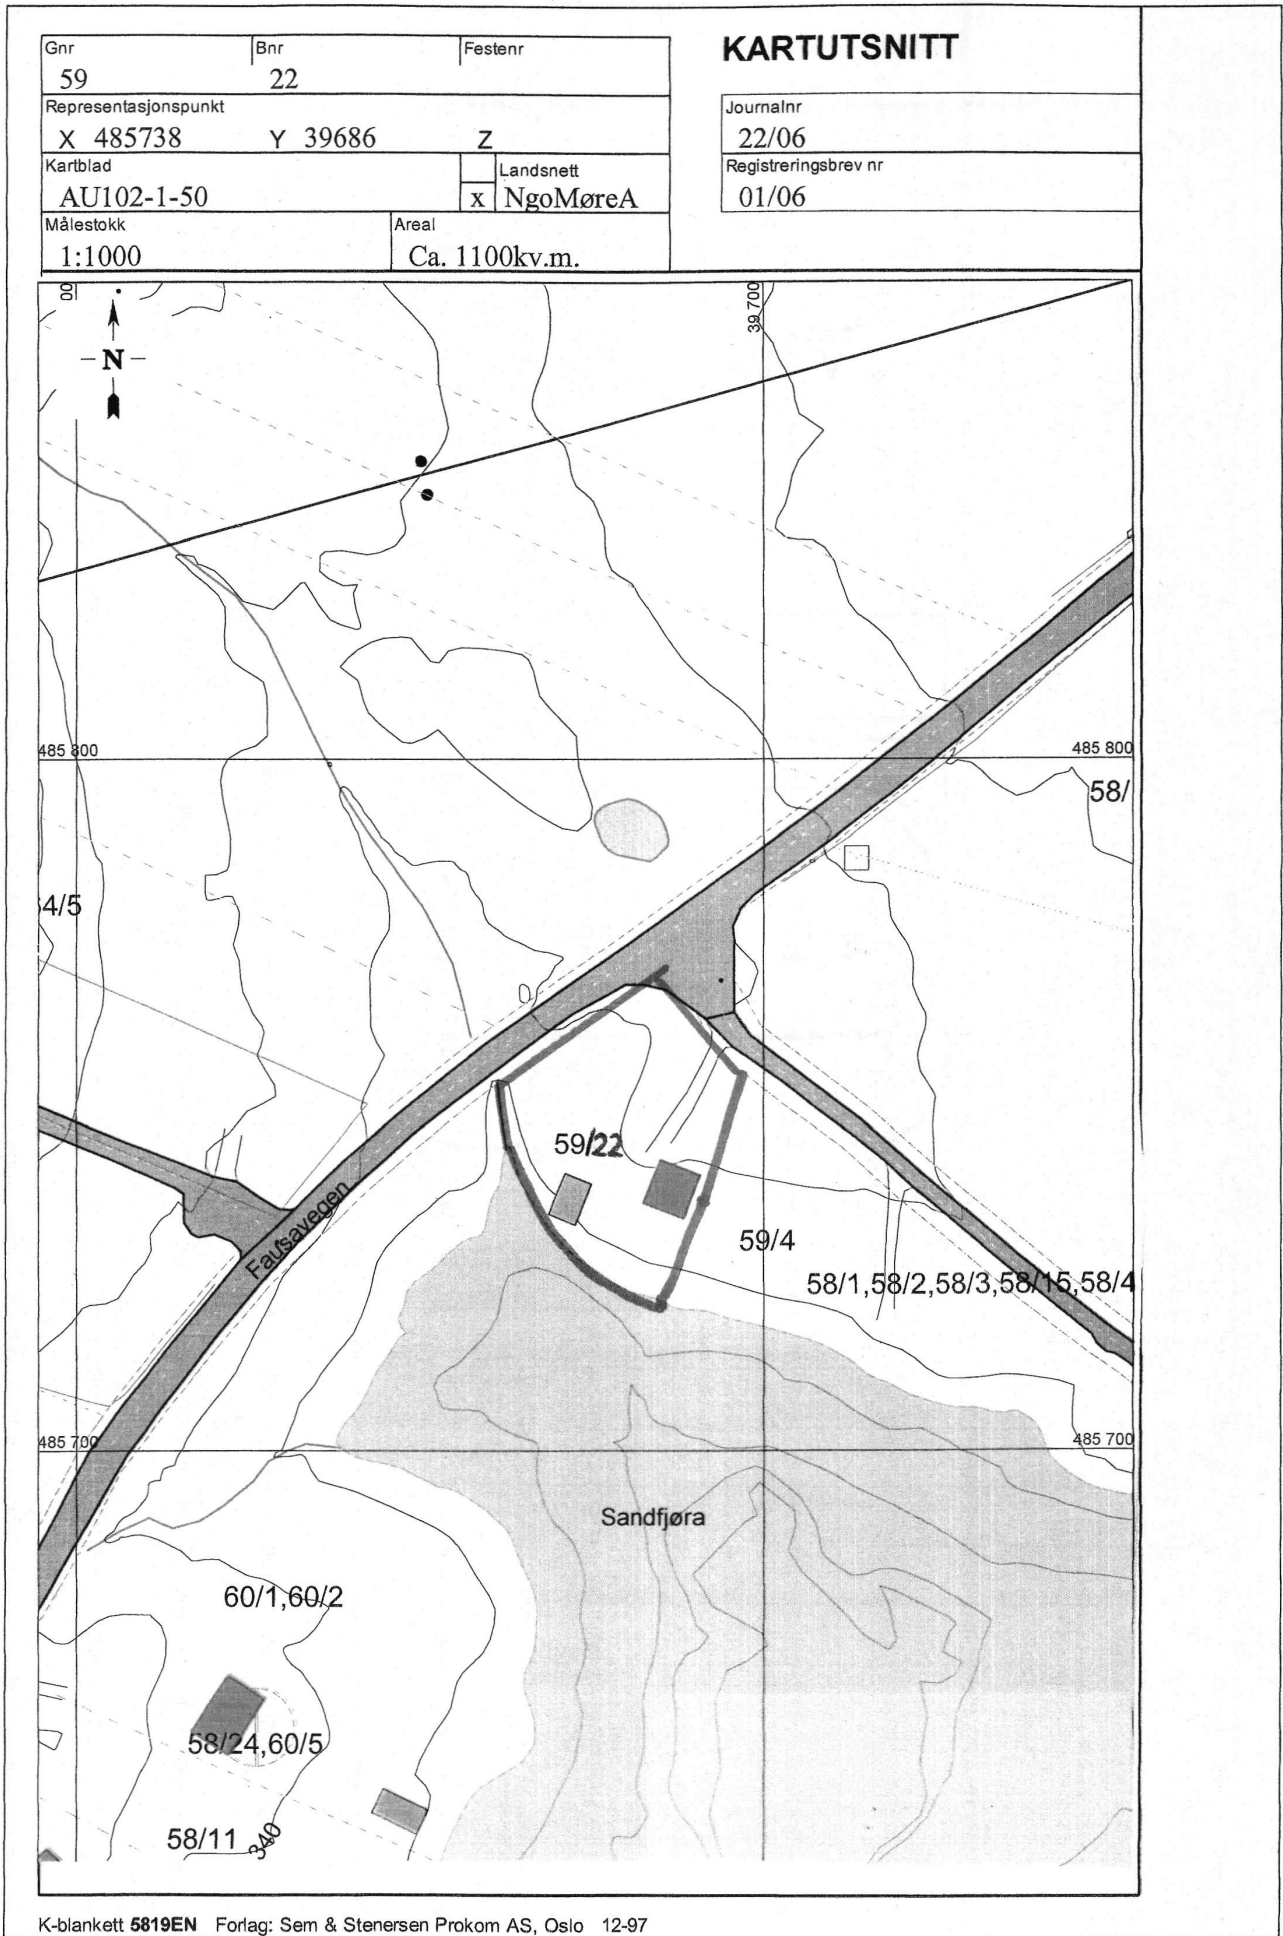 KARTUTSNITT
Gnr Bnr Festenr
59 22
Representasjonspunkt
X 485738 Y 39686 Z
Journalnr
22/06
Kartblad Landsnett
AU102-1-50 x NgoMøreA
Registreringsbrev nr
01/06
Målestokk Areal
1:1000 Ca. 1100kv.m.
00
39 700
N
485 800
485 800
58/
4/5
59/22
Fausavegen
59/4
58/1,58/2,58/3,58/15,58/4
485 700
485 700
Sandfjøra
60/1,60/2
58/24,60/5
58/11
340
K-blankett 5819EN Forlag: Sem & Stenersen Prokom AS, Oslo 12-97